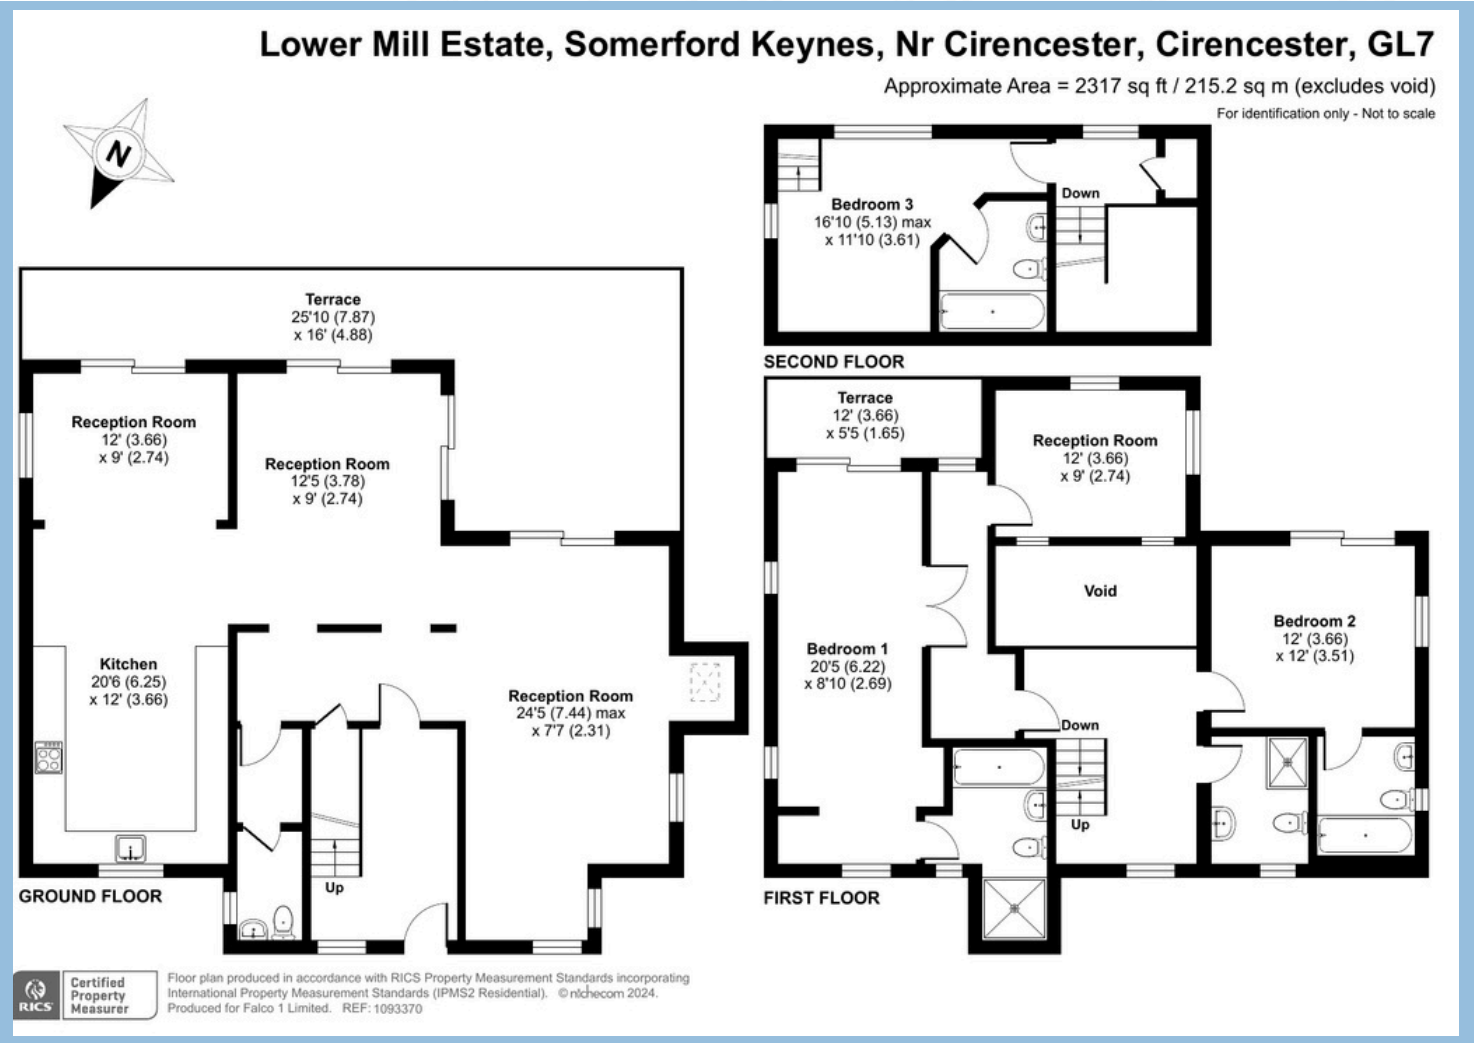 Lower Mill Estate, Somerford Keynes, Nr Cirencester, Cirencester, GL7
Approximate Area = 2317 sq ft / 215.2 sq m (excludes void)
For identification only - Not to scale
N
Bedroom 3
16'10 (5.13) max
x 11'10 (3.61)
Down
SECOND FLOOR
Terrace
25'10 (7.87)
x 16' (4.88)
Reception Room
12' (3.66)
x 9' (2.74)
Reception Room
12'5 (3.78)
x 9' (2.74)
Kitchen
20'6 (6.25)
x 12' (3.66)
Reception Room
24'5 (7.44) max
x 7'7 (2.31)
Up
GROUND FLOOR
Terrace
12' (3.66)
x 5'5 (1.65)
Reception Room
12' (3.66)
x 9' (2.74)
Void
Bedroom 1
20'5 (6.22)
x 8'10 (2.69)
Bedroom 2
12' (3.66)
x 12' (3.51)
Down
Up
FIRST FLOOR
RICS
Certified
Property
Measurer
Floor plan produced in accordance with RICS Property Measurement Standards incorporating
International Property Measurement Standards (IPMS2 Residential). © nichecom 2024.
Produced for Falco 1 Limited. REF: 1093370